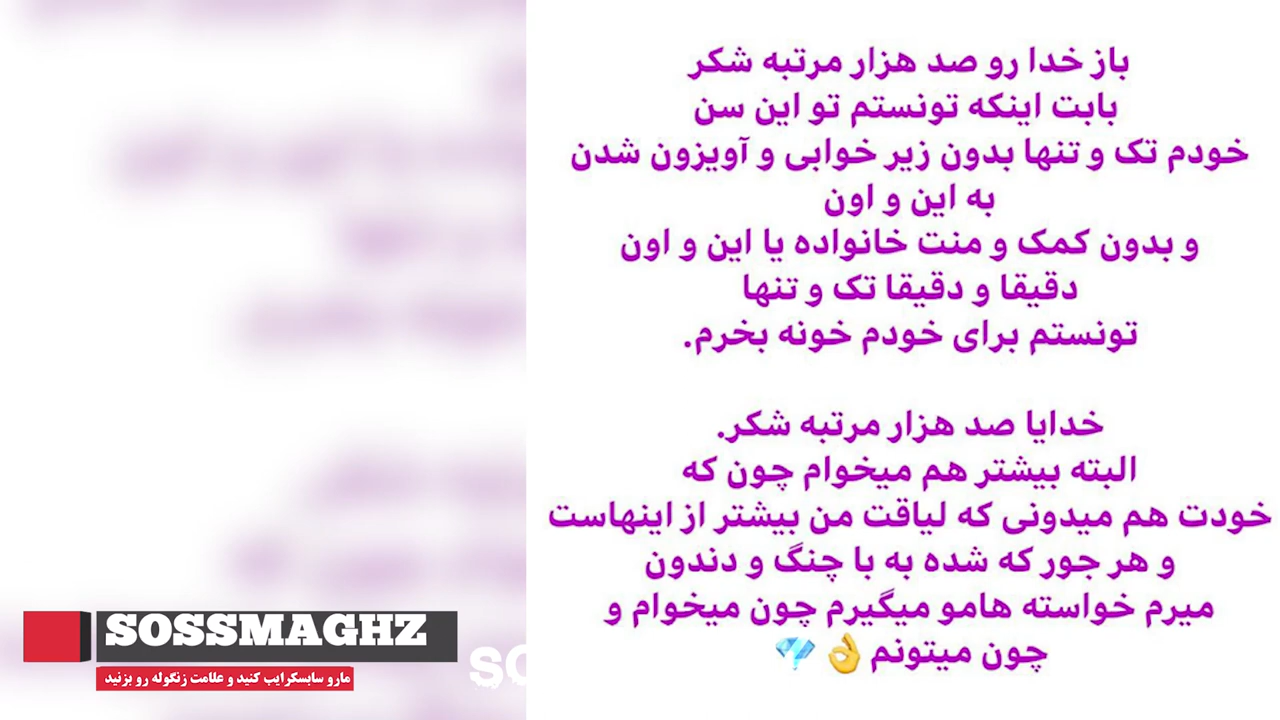 باز خدا رو صد هزار مرتبه شکر
بابت اینکه تونستم تو این سن
خودم تک و تنها بدون زیر خوابی و آویزون شدن
به این و اون
و بدون کمک و منت خانواده یا این و اون
دقیقا و دقیقا تک و تنها
تونستم برای خودم خونه بخرم.
خدایا صد هزار مرتبه شکر.
البته بیشتر هم میخوام چون که
خودت هم میدونی که لیاقت من بیشتر از اینهاست
و هر جور که شده به با چنگ و دندون
میرم خواسته هامو میگیرم چون میخوام و
چون میتونم👌💎
SOSSMAGHZ
مارو سابسکرایب کنید و علامت زنگوله رو بزنید